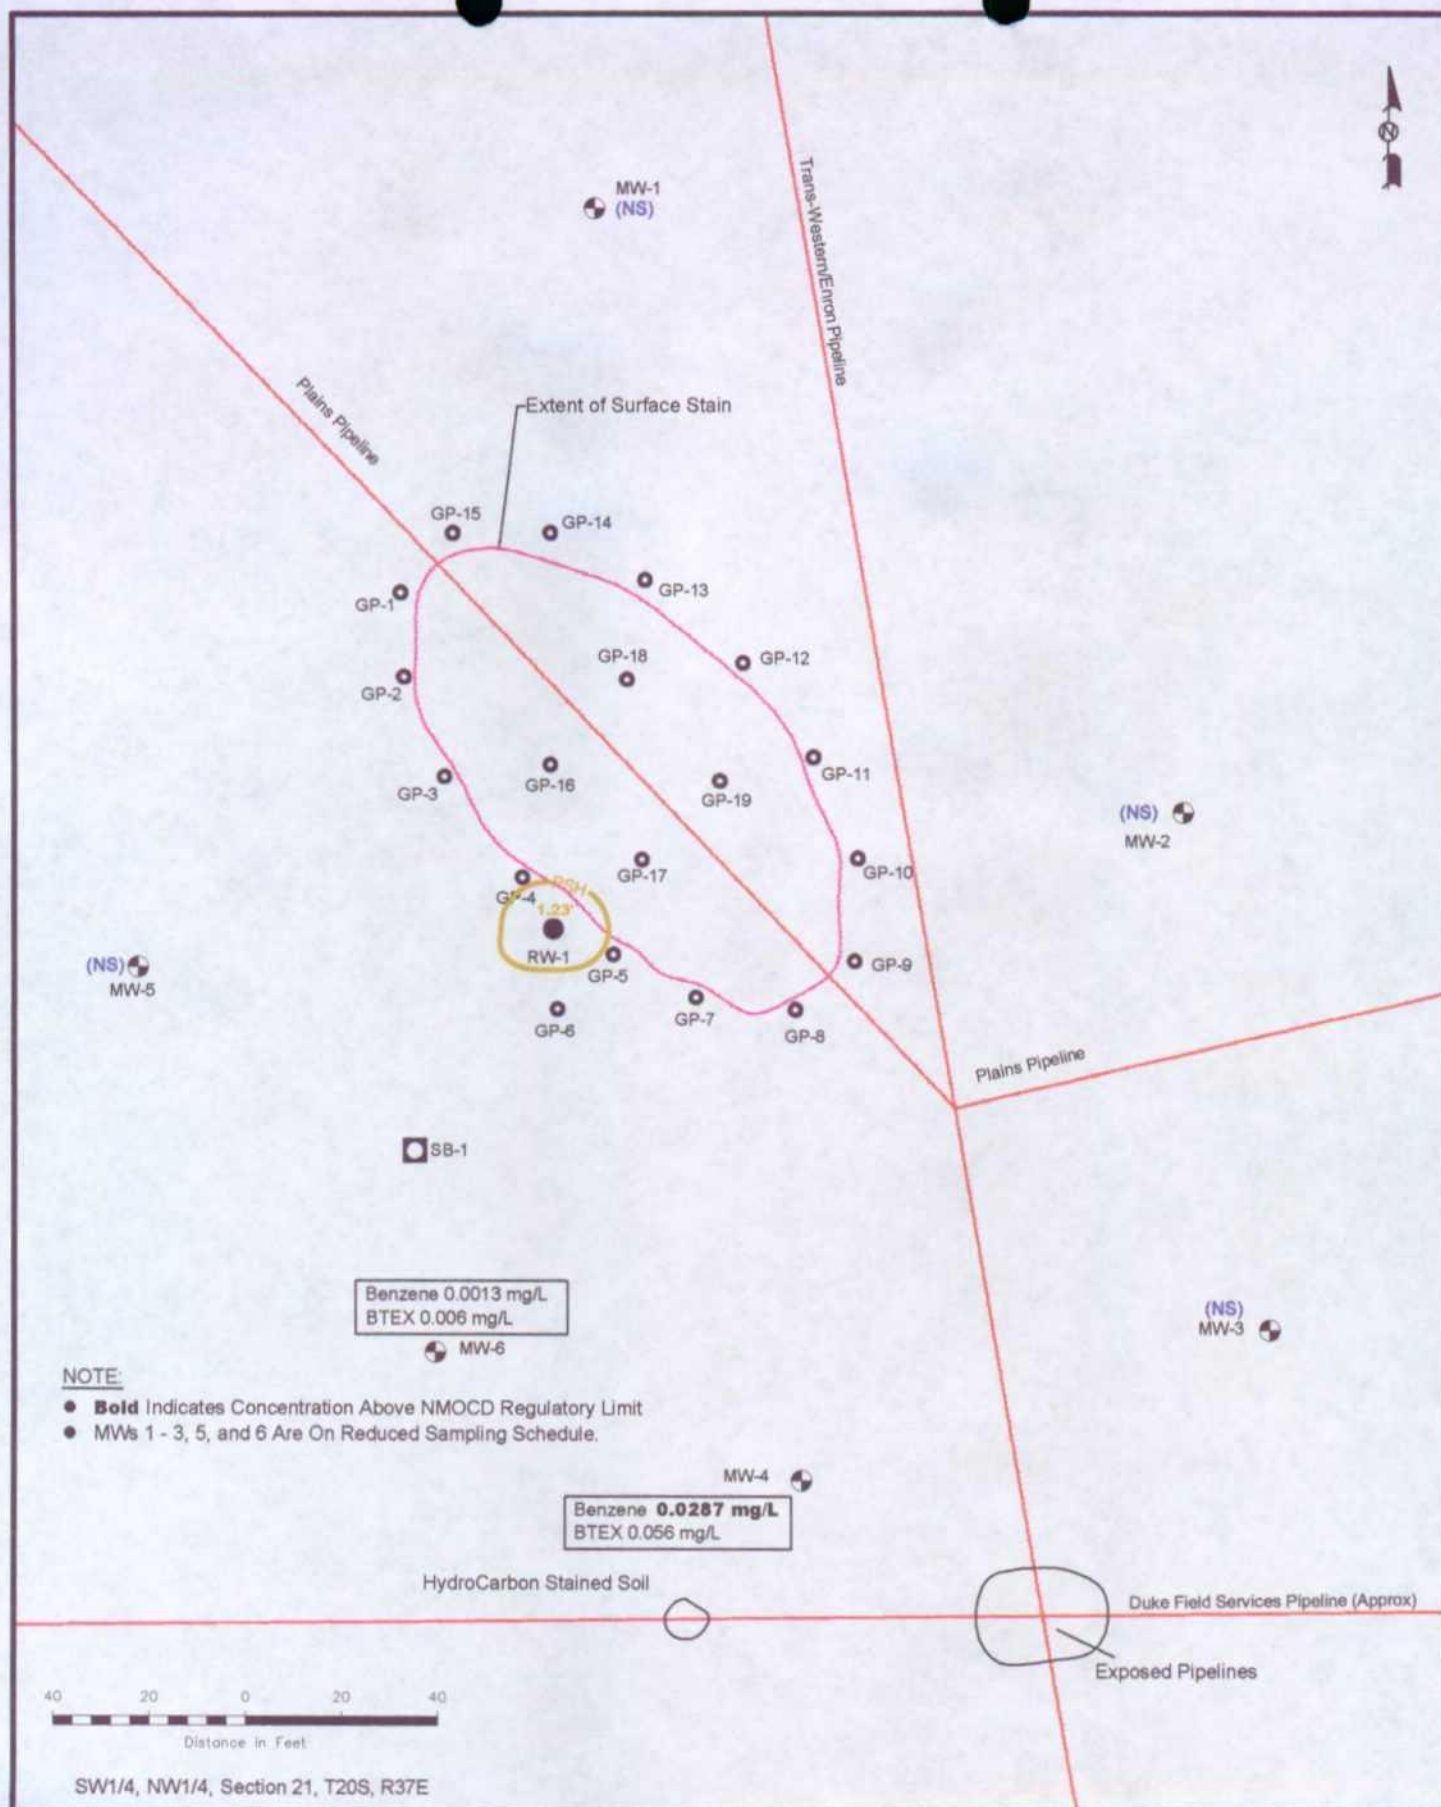 N
MW-1
(NS)
Trans-Western/Enron Pipeline
Plains Pipeline
Extent of Surface Stain
GP-15
GP-14
GP-13
GP-1
GP-18
GP-12
GP-2
GP-11
GP-3
GP-16
GP-19
(NS)
MW-2
GP-10
GP-17
GP-4
PSH
1.23'
RW-1
GP-5
GP-9
(NS)
MW-5
GP-6
GP-7
GP-8
Plains Pipeline
SB-1
Benzene 0.0013 mg/L
BTEX 0.006 mg/L
MW-6
(NS)
MW-3
NOTE:
● Bold Indicates Concentration Above NMOCD Regulatory Limit
● MWs 1 - 3, 5, and 6 Are On Reduced Sampling Schedule.
MW-4
Benzene 0.0287 mg/L
BTEX 0.056 mg/L
HydroCarbon Stained Soil
Duke Field Services Pipeline (Approx)
Exposed Pipelines
40 20 0 20 40
Distance in Feet
SW1/4, NW1/4, Section 21, T20S, R37E